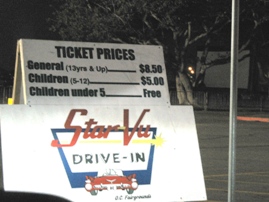 TICKET PRICES
General (13yrs & Up) $8.50
Children (5-12) $5.00
Children under 5 Free
Star-Vu
DRIVE-IN
O.C. Fairgrounds